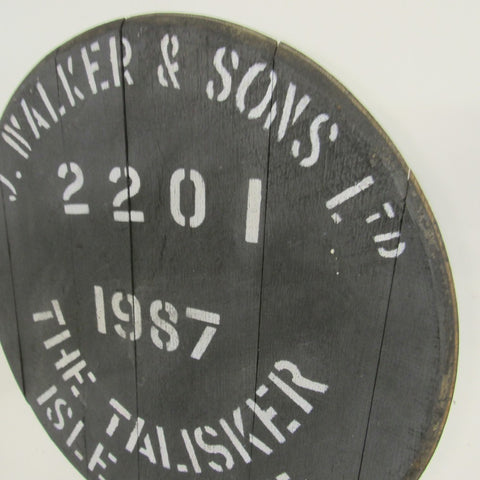 J. WALKER & SONS LTD
2201
1987
THE TALISKER
ISLE